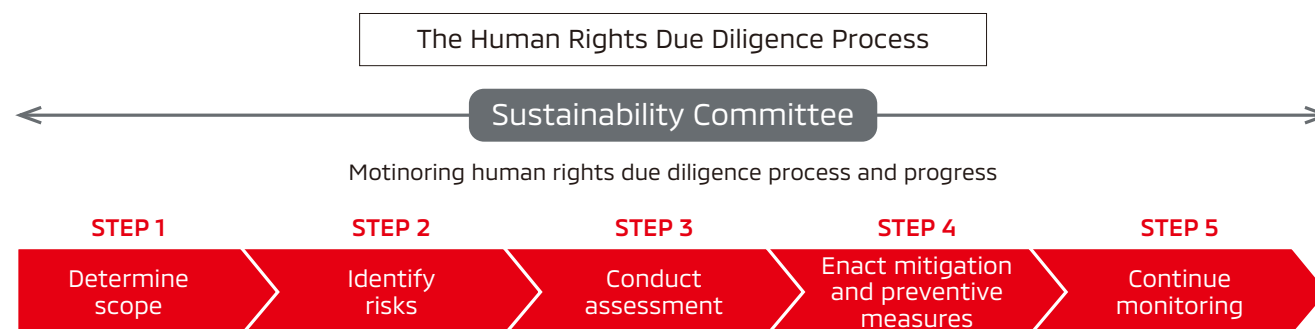 The Human Rights Due Diligence Process
Sustainability Committee
Motinoring human rights due diligence process and progress
STEP 1
Determine
scope
STEP 2
Identify
risks
STEP 3
Conduct
assessment
STEP 4
Enact mitigation
and preventive
measures
STEP 5
Continue
monitoring